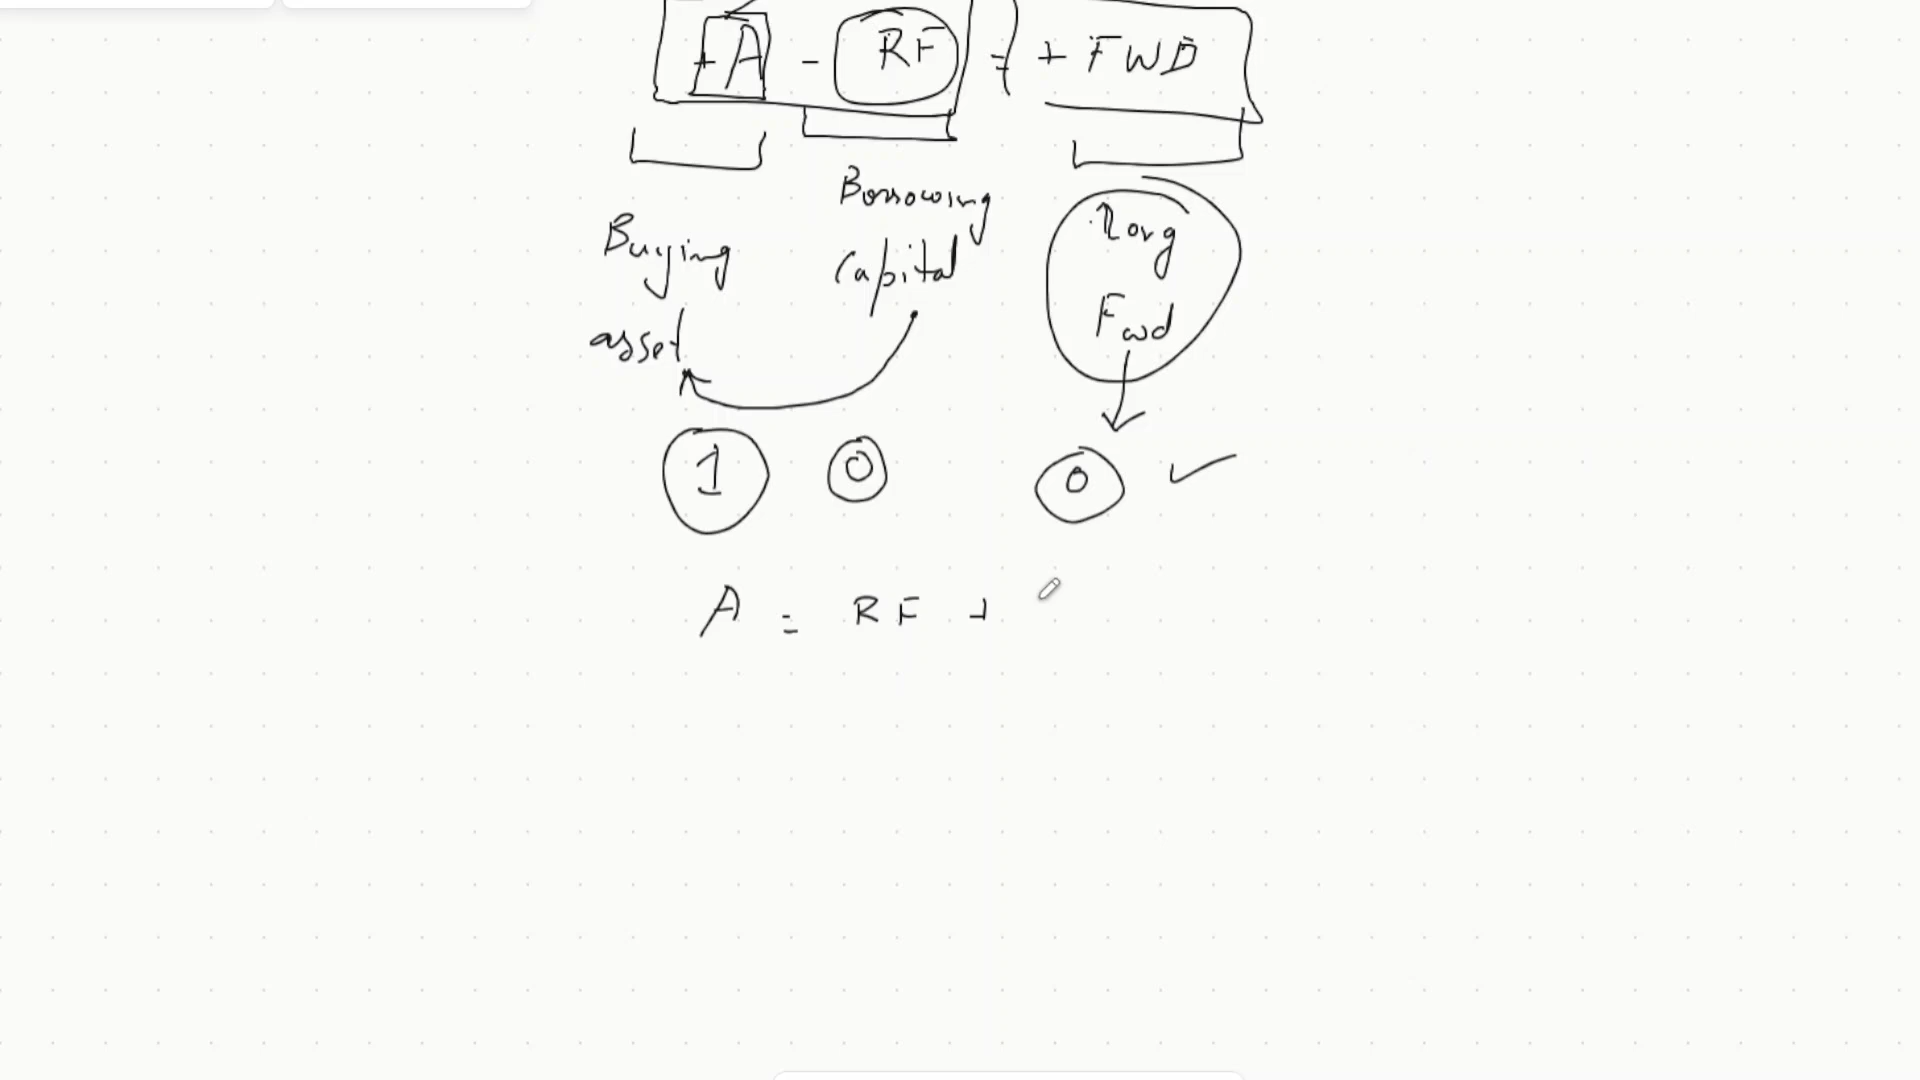 +A - RF = + FWD
Borrowing
Capital
Buying
asset
Long
Fwd
1 0 0 ✓
A = RF +